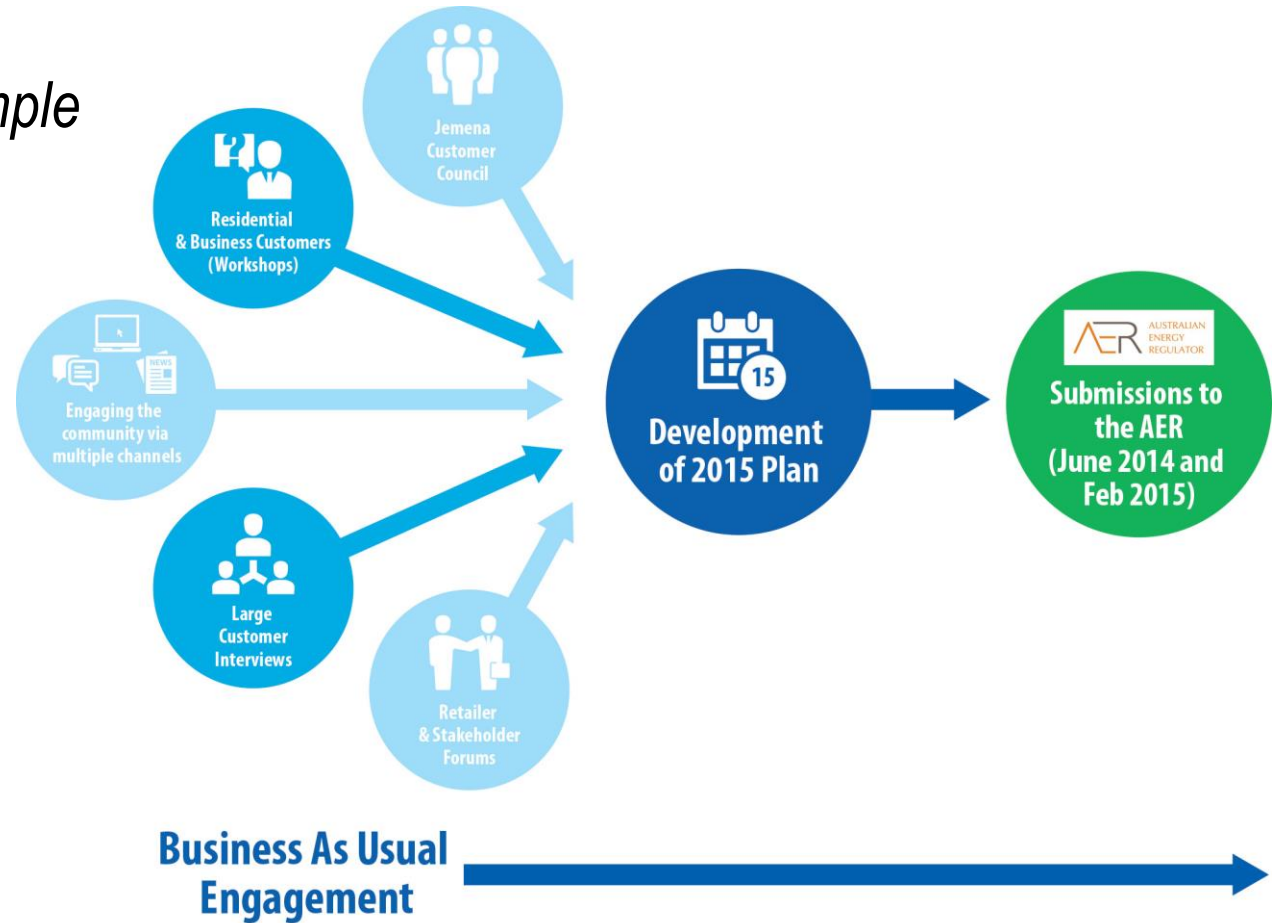 Jemena
Customer
Council
Residential
& Business Customers
(Workshops)
NEWS
Engaging the
community via
multiple channels
Large
Customer
Interviews
Retailer
& Stakeholder
Forums
15
Development
of 2015 Plan
AER AUSTRALIAN
ENERGY
REGULATOR
Submissions to
the AER
(June 2014 and
Feb 2015)
Business As Usual
Engagement